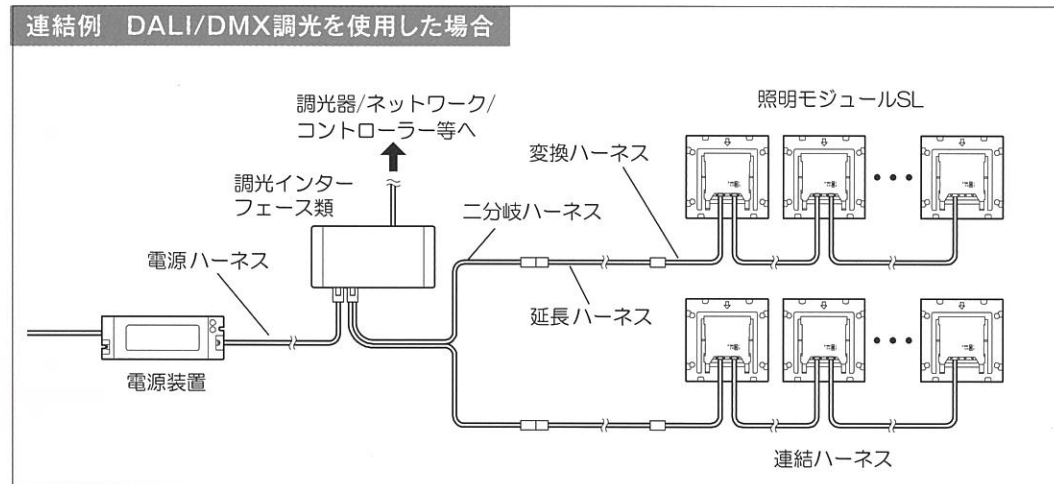 連結例　DALI/DMX調光を使用した場合
調光器/ネットワーク/
コントローラー等へ
照明モジュールSL
変換ハーネス
調光インター
フェース類
二分岐ハーネス
電源ハーネス
延長ハーネス
電源装置
連結ハーネス